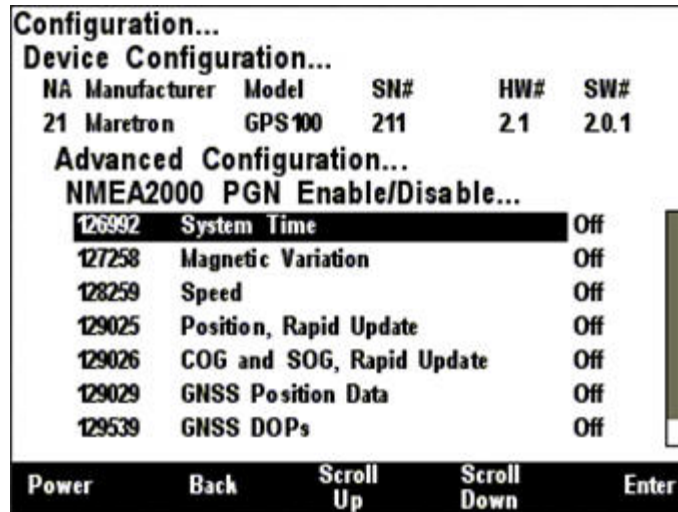 Configuration...
Device Configuration...
NA Manufacturer Model SN# HW# SW#
21 Maretron GPS100 211 2.1 2.0.1
Advanced Configuration...
NMEA2000 PGN Enable/Disable...
126992 System Time Off
127258 Magnetic Variation Off
128259 Speed Off
129025 Position, Rapid Update Off
129026 COG and SOG, Rapid Update Off
129029 GNSS Position Data Off
129539 GNSS DOPs Off
Power Back Scroll Up Scroll Down Enter